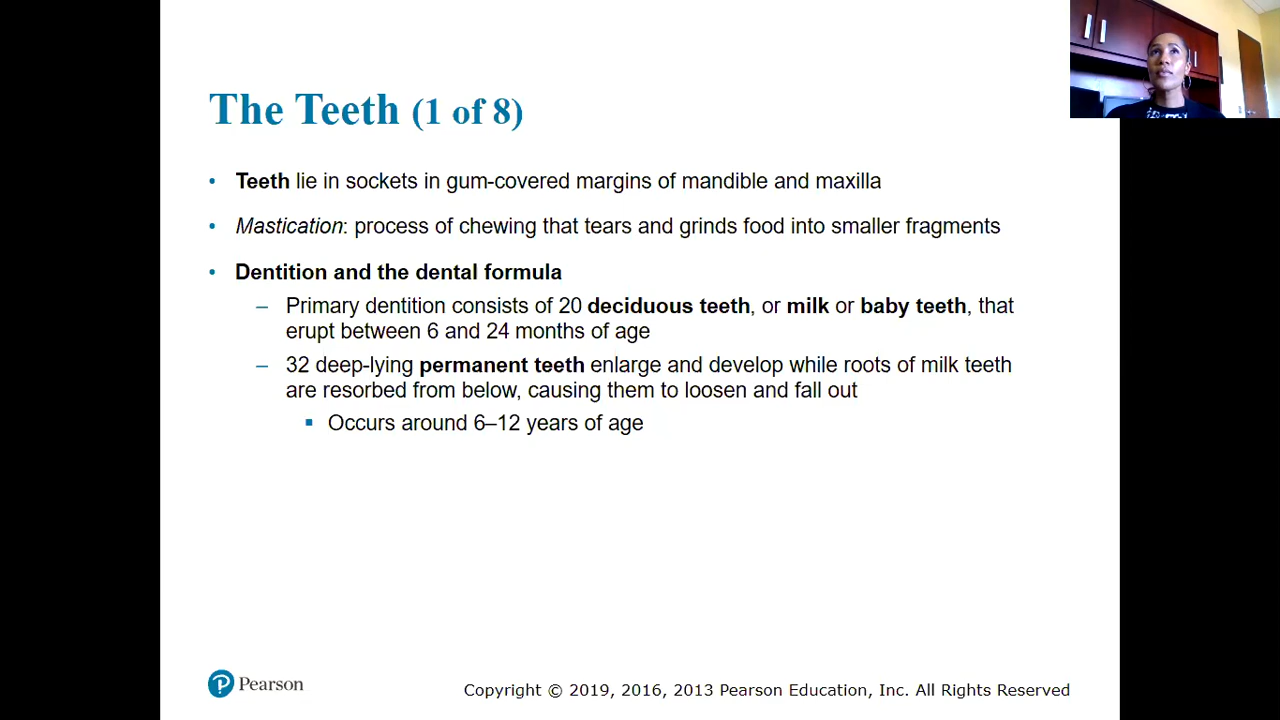 The Teeth (1 of 8)
• Teeth lie in sockets in gum-covered margins of mandible and maxilla
• Mastication: process of chewing that tears and grinds food into smaller fragments
• Dentition and the dental formula
– Primary dentition consists of 20 deciduous teeth, or milk or baby teeth, that
erupt between 6 and 24 months of age
– 32 deep-lying permanent teeth enlarge and develop while roots of milk teeth
are resorbed from below, causing them to loosen and fall out
▪ Occurs around 6–12 years of age
Pearson
Copyright © 2019, 2016, 2013 Pearson Education, Inc. All Rights Reserved